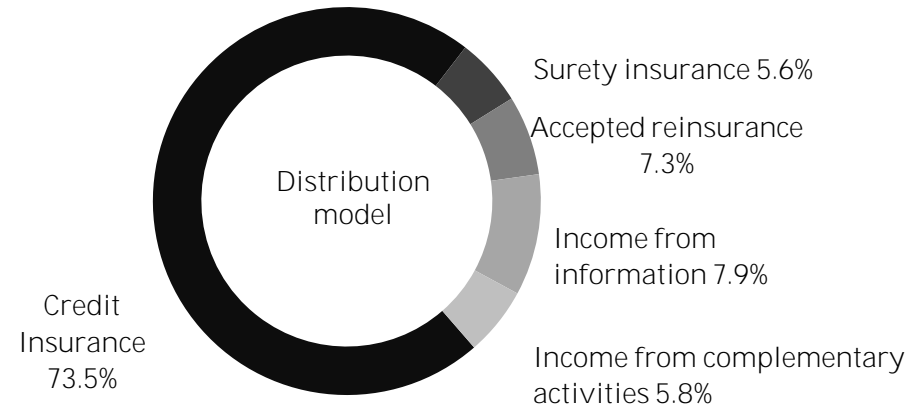 Surety insurance 5.6%
Accepted reinsurance
7.3%
Distribution
model
Income from
information 7.9%
Credit
Insurance
73.5%
Income from complementary
activities 5.8%